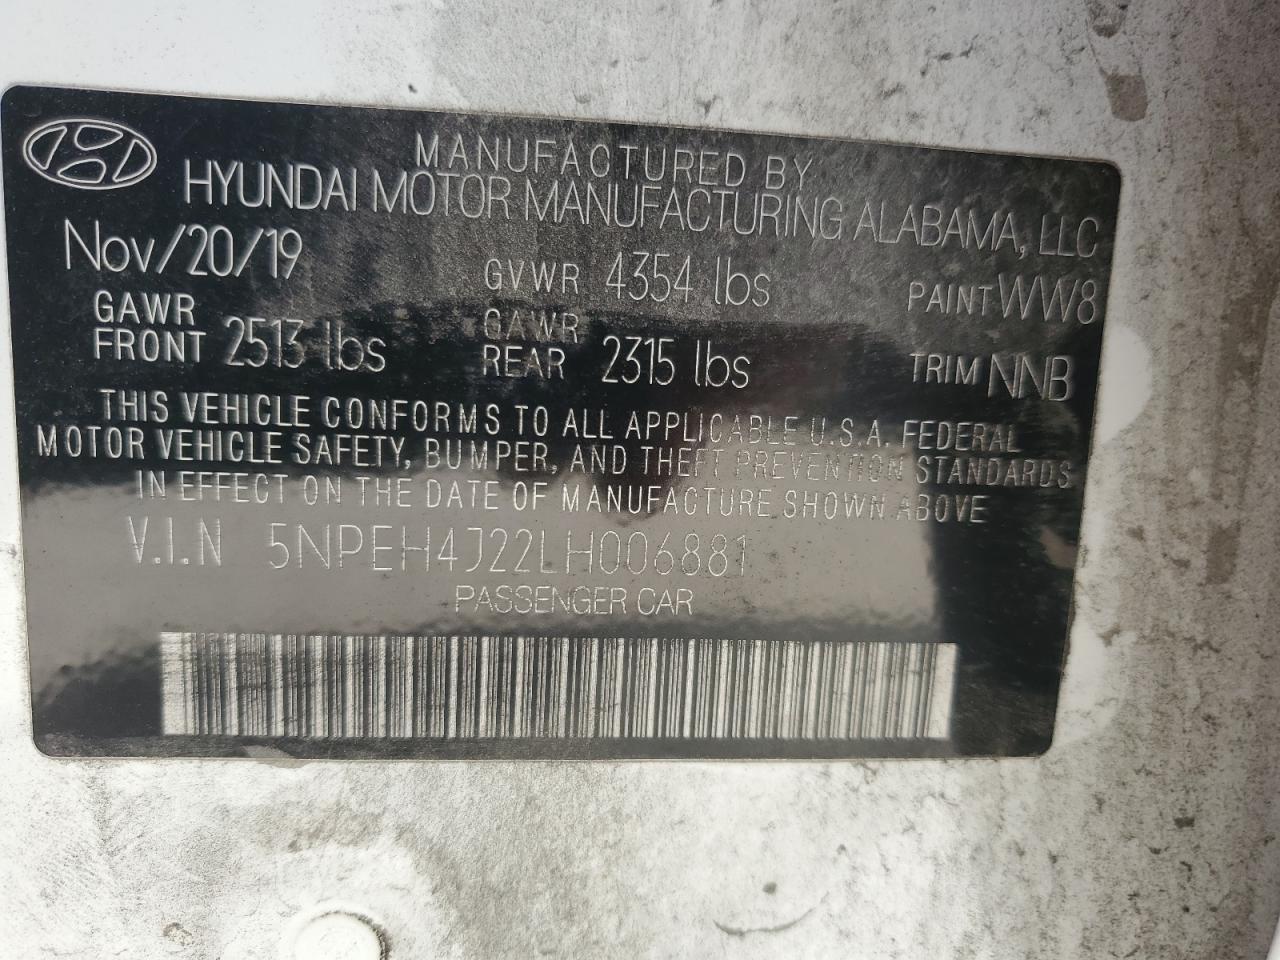 MANUFACTURED BY
HYUNDAI MOTOR MANUFACTURING ALABAMA, LLC
Nov/20/19 GVWR 4354 lbs PAINT WW8
GAWR FRONT 2513 lbs GAWR REAR 2315 lbs TRIM NNB
THIS VEHICLE CONFORMS TO ALL APPLICABLE U.S.A. FEDERAL
MOTOR VEHICLE SAFETY, BUMPER, AND THEFT PREVENTION STANDARDS
IN EFFECT ON THE DATE OF MANUFACTURE SHOWN ABOVE
V.I.N 5NPEH4J22LH006881
PASSENGER CAR